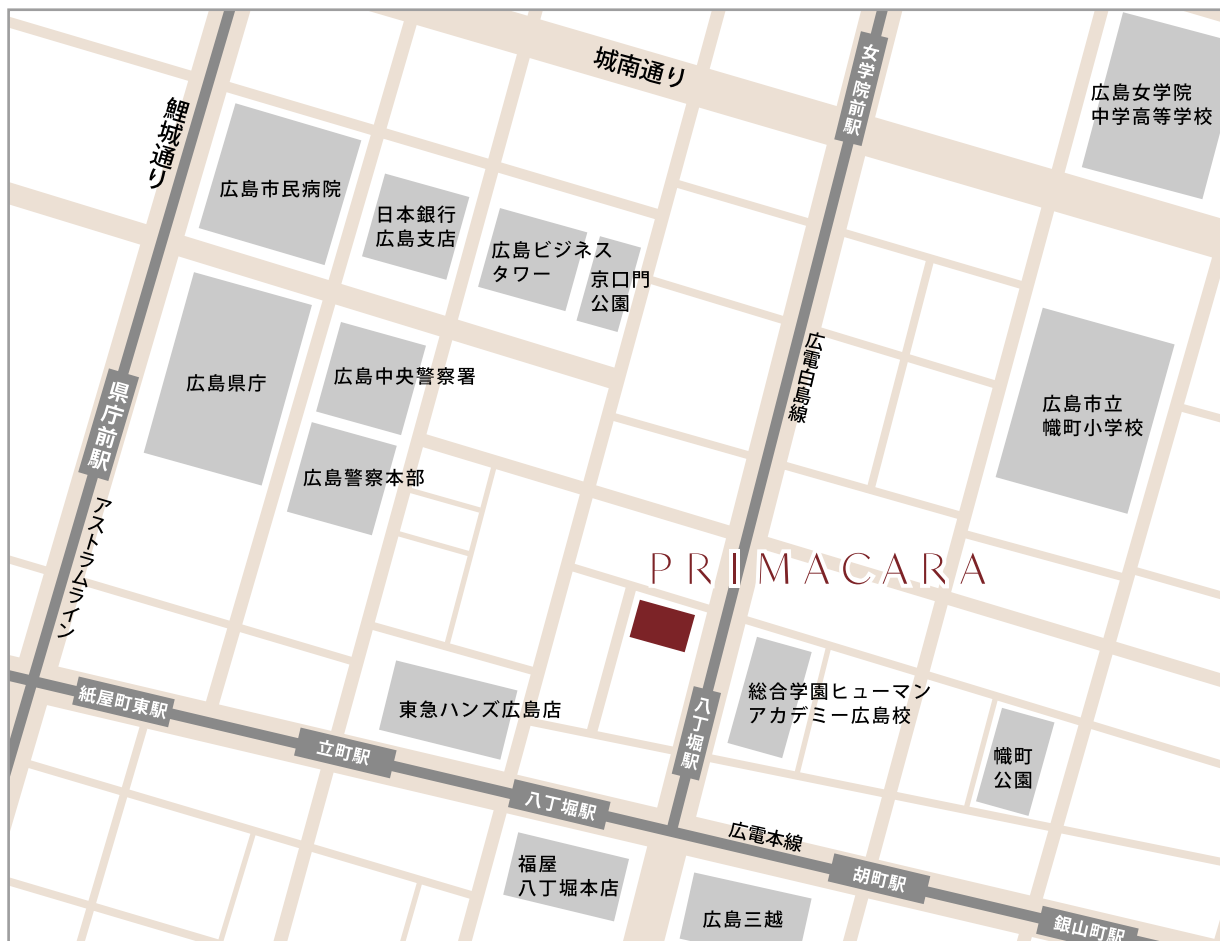 城南通り
女学院前駅
広島女学院
中学高等学校
鯉城通り
広島市民病院
日本銀行
広島支店
広島ビジネス
タワー
京口門
公園
広島県庁
広島中央警察署
広電白島線
広島市立
幟町小学校
県庁前駅
広島警察本部
アストラムライン
PRIMACARA
紙屋町東駅
立町駅
東急ハンズ広島店
八丁堀駅
総合学園ヒューマン
アカデミー広島校
幟町
公園
八丁堀駅
広電本線
福屋
八丁堀本店
胡町駅
広島三越
銀山町駅